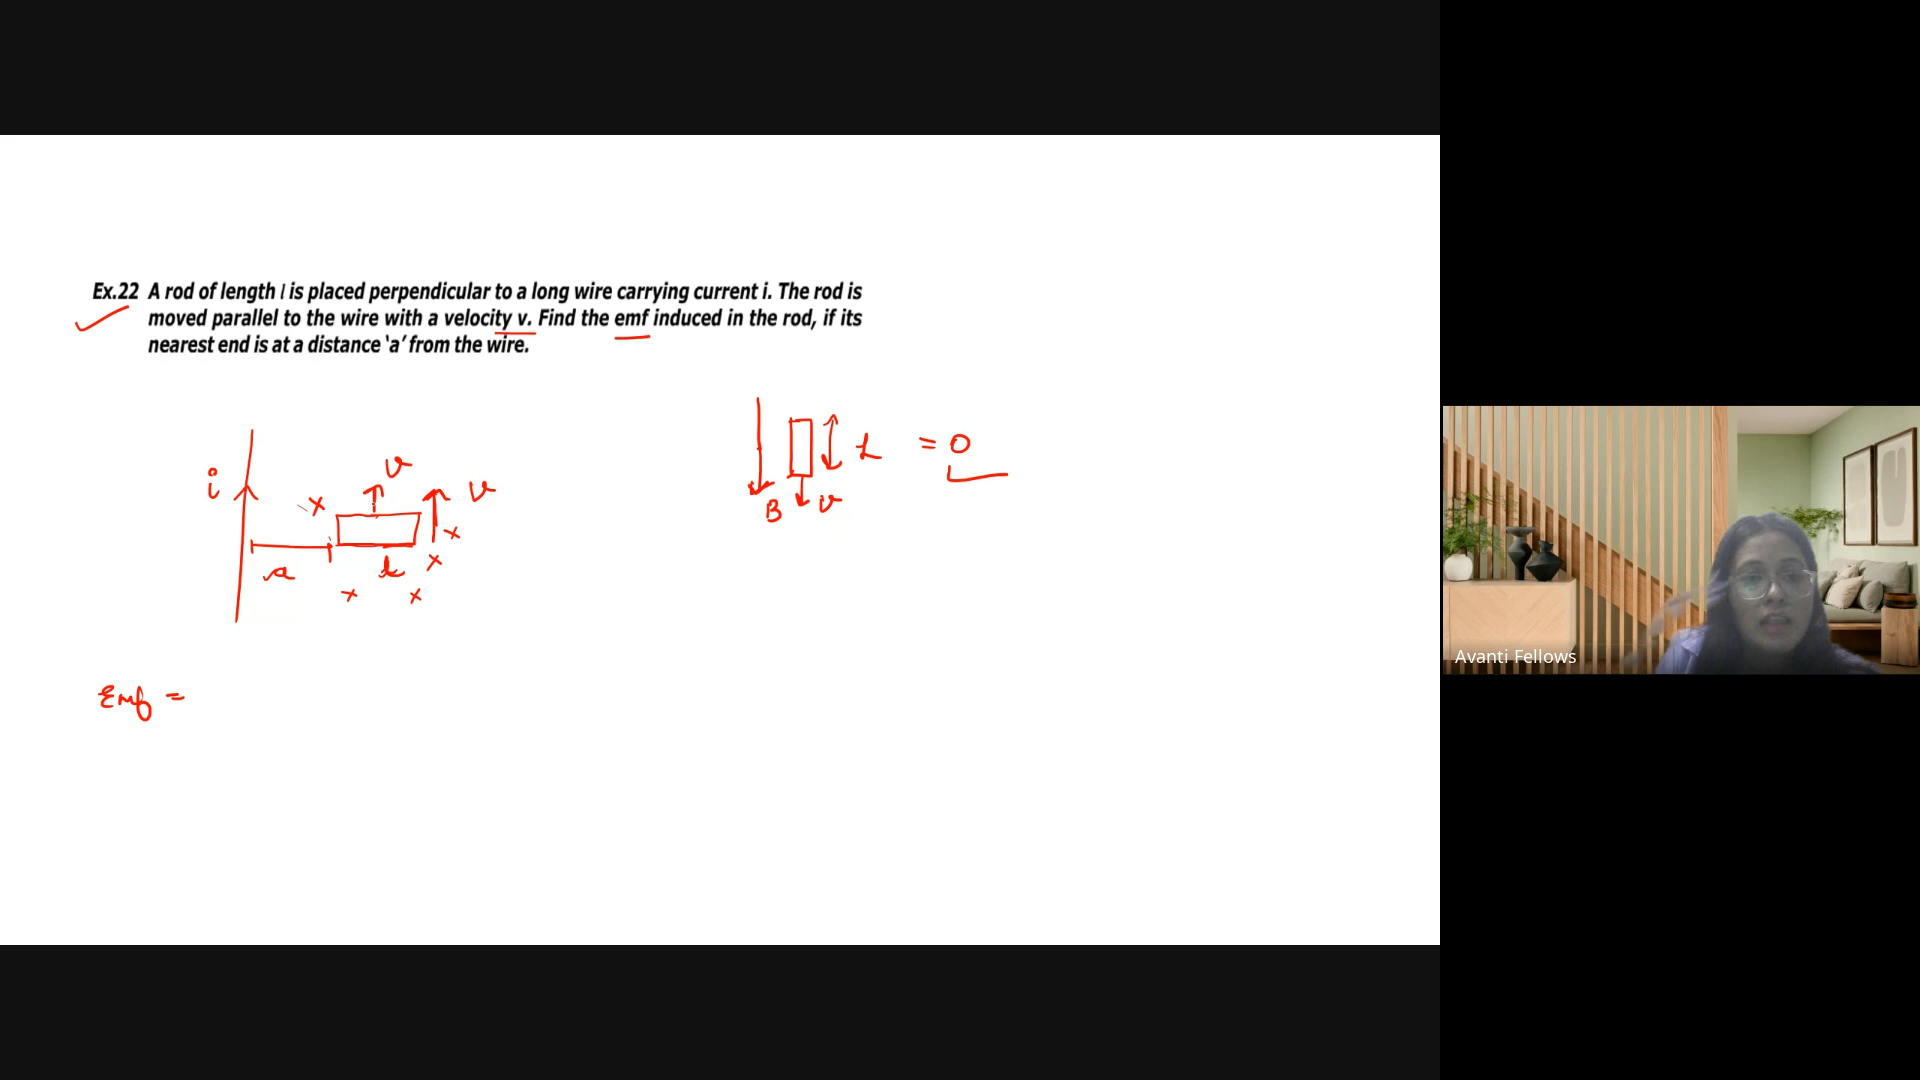 Ex.22 A rod of length l is placed perpendicular to a long wire carrying current i. The rod is
moved parallel to the wire with a velocity v. Find the emf induced in the rod, if its
nearest end is at a distance ‘a’ from the wire.
i
v
v
x
x
x
a
l
x
x
L = 0
B
v
Emf =
Avanti Fellows